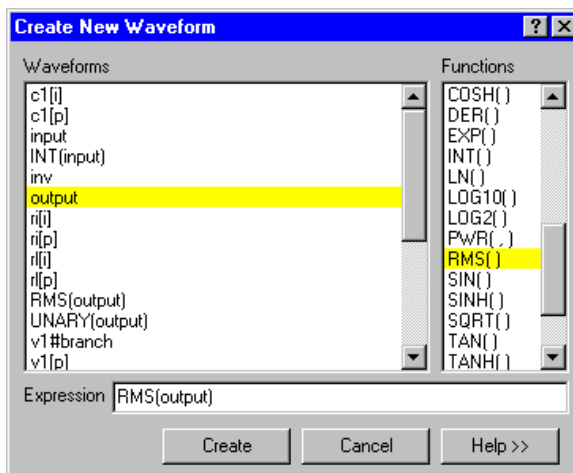 Create New Waveform
Waveforms
c1[i]
c1[p]
input
INT(input)
inv
output
ri[i]
ri[p]
rl[i]
rl[p]
RMS(output)
UNARY(output)
v1#branch
v1[p]
Functions
COSH( )
DER( )
EXP( )
INT( )
LN( )
LOG10( )
LOG2( )
PWR( , )
RMS( )
SIN( )
SINH( )
SQRT( )
TAN( )
TANH( )
Expression RMS(output)
Create Cancel Help >>